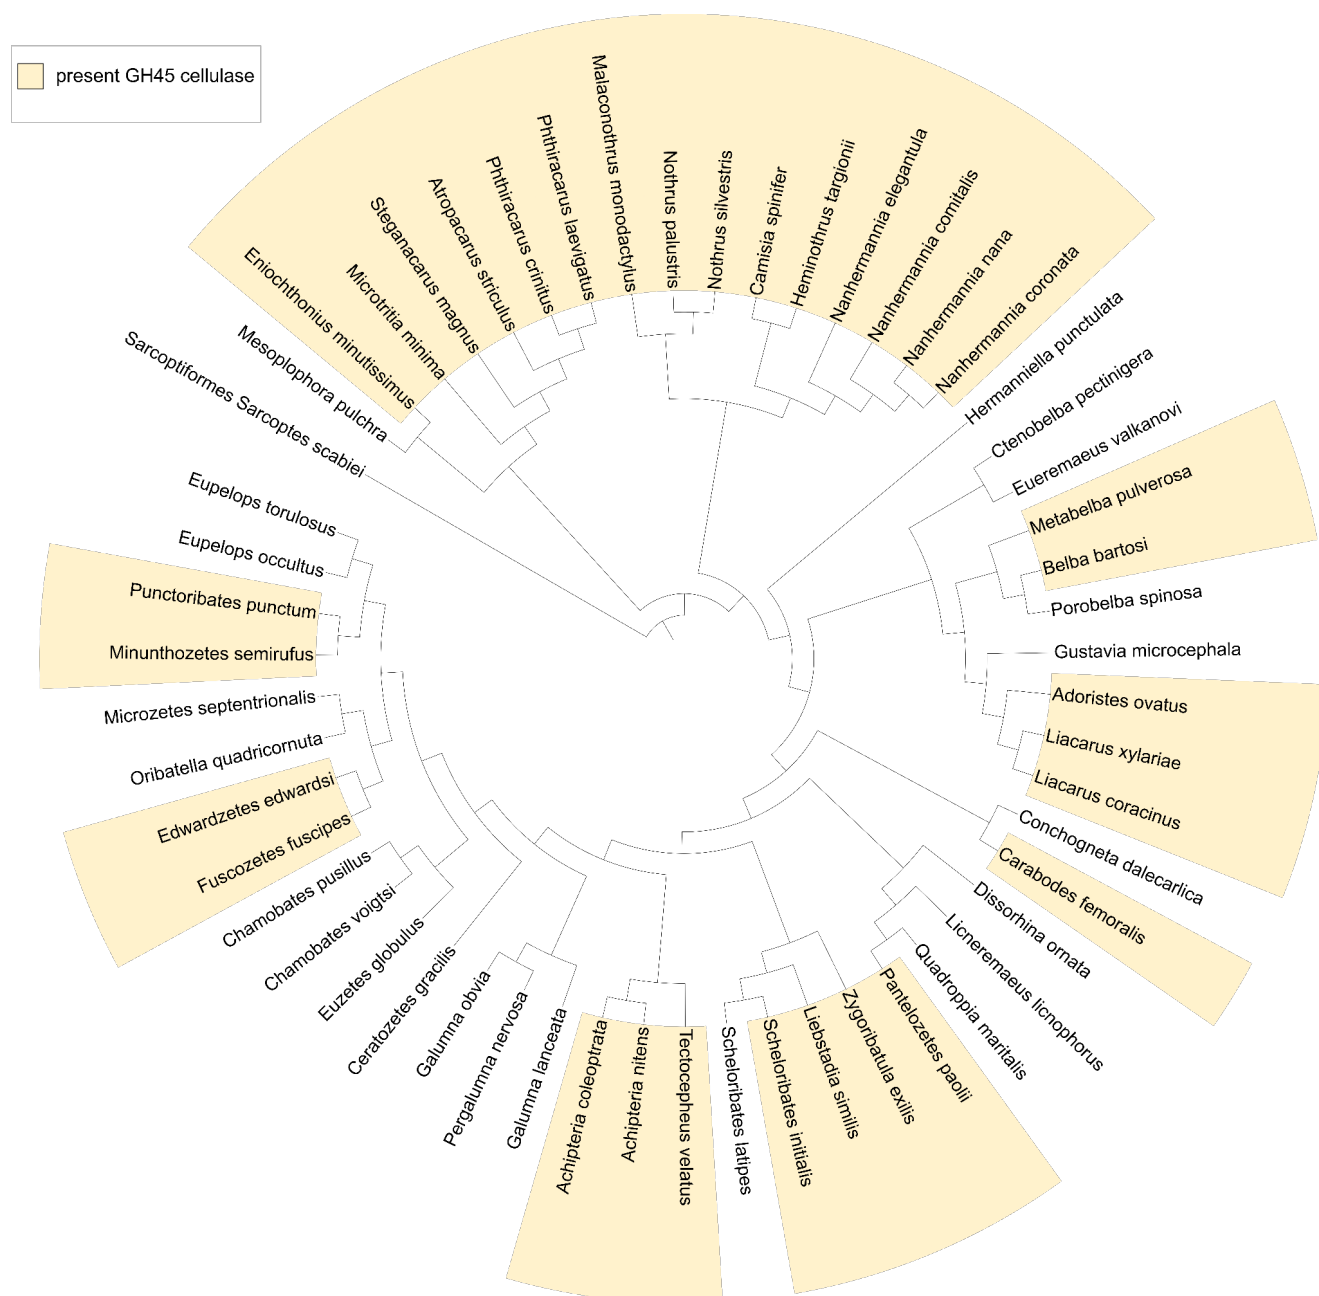 present GH45 cellulase
Sarcoptiformes Sarcoptes scabiei
Mesoplophora pulchra
Eniochthonius minutissimus
Microtritia minima
Steganacarus magnus
Atropacarus striculus
Phthiracarus crinitus
Phthiracarus laevigatus
Malaconothrus monodactylus
Nothrus palustris
Nothrus silvestris
Camisia spinifer
Heminothrus targionii
Nanhermannia elegantula
Nanhermannia comitalis
Nanhermannia nana
Nanhermannia coronata
Hermanniella punctulata
Ctenobelba pectinigera
Eueremaeus valkanovi
Metabelba pulverosa
Belba bartosi
Porobelba spinosa
Gustavia microcephala
Adoristes ovatus
Liacarus xylariae
Liacarus coracinus
Conchogneta dalecarlica
Carabodes femoralis
Dissorhina ornata
Licneremaeus licnophorus
Quadroppia maritalis
Pantelozetes paolii
Zygoribatula exilis
Liebstadia similis
Scheloribates initialis
Scheloribates latipes
Tectocepheus velatus
Achipteria nitens
Achipteria coleoptrata
Galumna lanceata
Pergalumna nervosa
Galumna obvia
Ceratozetes gracilis
Euzetes globulus
Chamobates voigtsi
Chamobates pusillus
Fuscozetes fuscipes
Edwardzetes edwardsi
Oribatella quadricornuta
Microzetes septentrionalis
Minunthozetes semirufus
Punctoribates punctum
Eupelops occultus
Eupelops torulosus